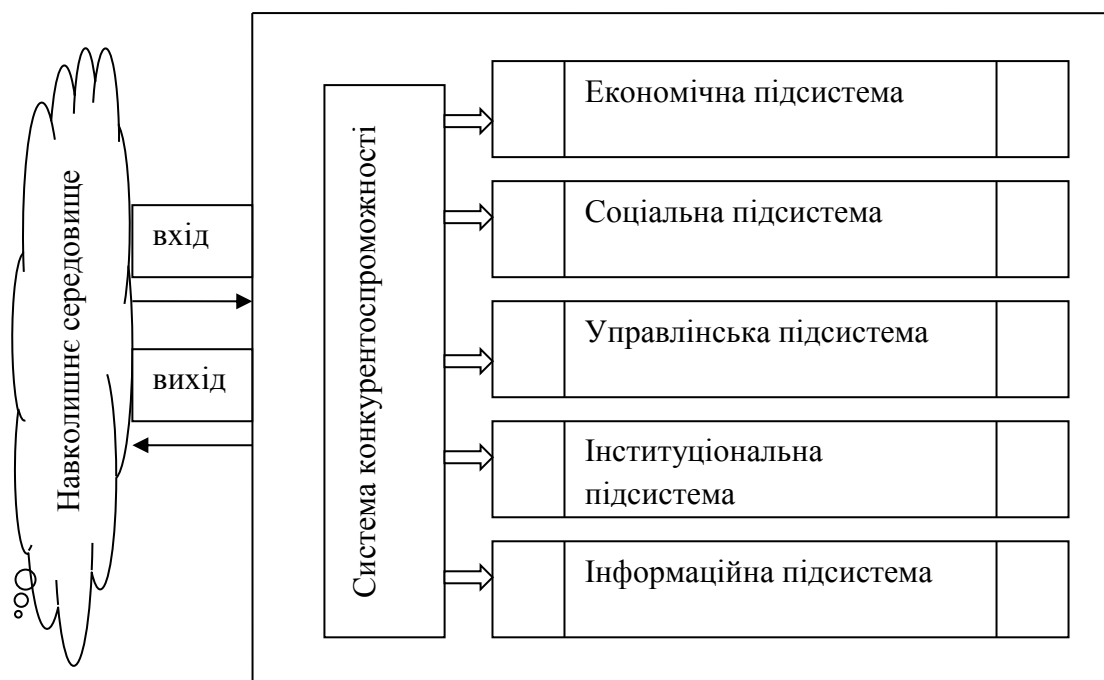 Навколишнє середовище
вхід
вихід
Система конкурентоспроможності
Економічна підсистема
Соціальна підсистема
Управлінська підсистема
Інституціональна
підсистема
Інформаційна підсистема